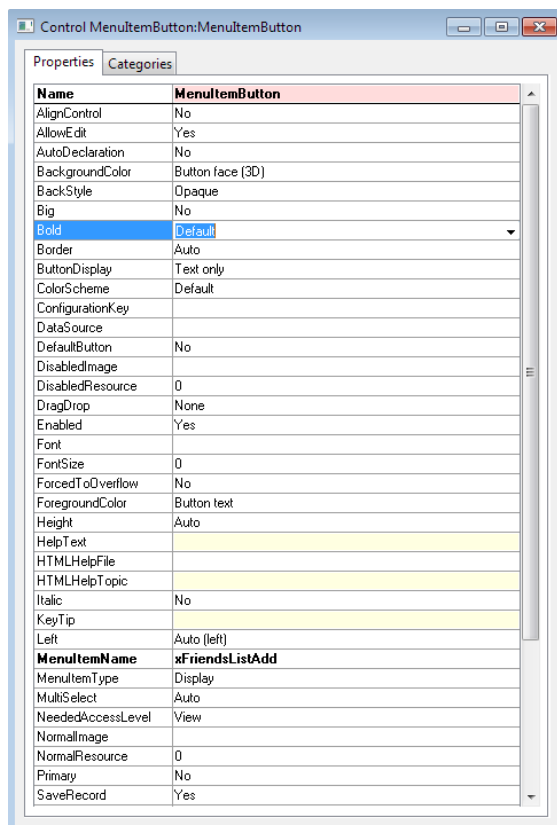 Control MenuItemButton:MenuItemButton
Properties Categories
Name MenuItemButton
AlignControl No
AllowEdit Yes
AutoDeclaration No
BackgroundColor Button face (3D)
BackStyle Opaque
Big No
Bold Default
Border Auto
ButtonDisplay Text only
ColorScheme Default
ConfigurationKey
DataSource
DefaultButton No
DisabledImage
DisabledResource 0
DragDrop None
Enabled Yes
Font
FontSize 0
ForcedToOverflow No
ForegroundColor Button text
Height Auto
HelpText
HTMLHelpFile
HTMLHelpTopic
Italic No
KeyTip
Left Auto (left)
MenuItemName xFriendsListAdd
MenuItemType Display
MultiSelect Auto
NeededAccessLevel View
NormalImage
NormalResource 0
Primary No
SaveRecord Yes